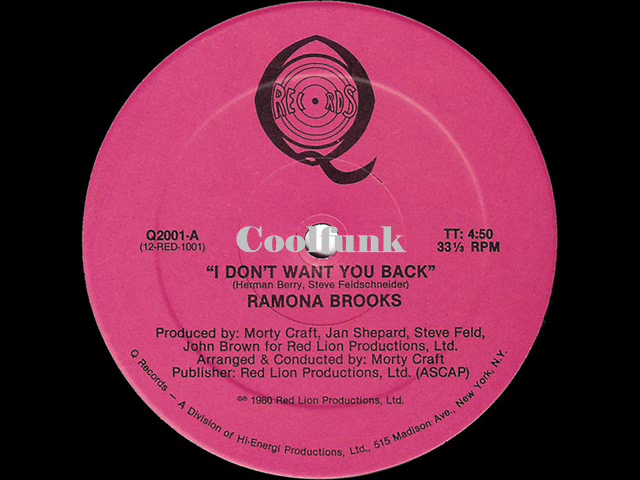 RECORDS
Q
Q2001-A
(12-RED-1001)
TT: 4:50
33⅓ RPM
Coolfunk
"I DON'T WANT YOU BACK"
(Herman Berry, Steve Feldschneider)
RAMONA BROOKS
Produced by: Morty Craft, Jan Shepard, Steve Feld,
John Brown for Red Lion Productions, Ltd.
Arranged & Conducted by: Morty Craft
Publisher: Red Lion Productions, Ltd. (ASCAP)
©℗ 1980 Red Lion Productions, Ltd.
Q Records – A Division of Hi-Energi Productions, Ltd., 515 Madison Ave., New York, N.Y.